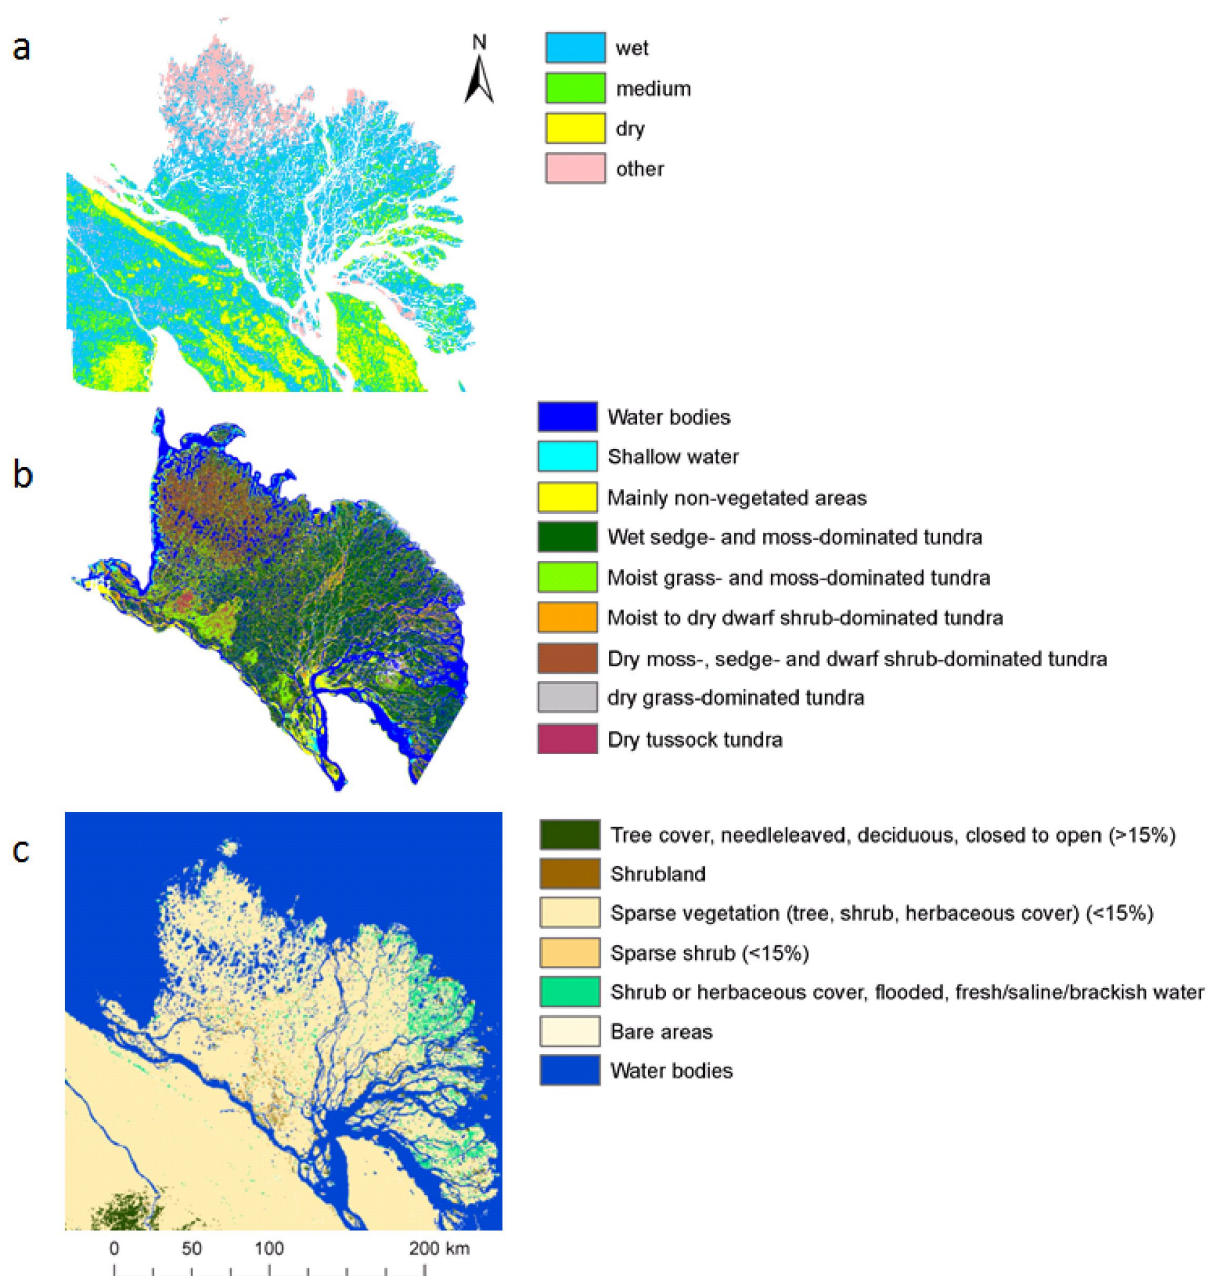 a
N
wet
medium
dry
other
b
Water bodies
Shallow water
Mainly non-vegetated areas
Wet sedge- and moss-dominated tundra
Moist grass- and moss-dominated tundra
Moist to dry dwarf shrub-dominated tundra
Dry moss-, sedge- and dwarf shrub-dominated tundra
dry grass-dominated tundra
Dry tussock tundra
c
Tree cover, needleleaved, deciduous, closed to open (>15%)
Shrubland
Sparse vegetation (tree, shrub, herbaceous cover) (<15%)
Sparse shrub (<15%)
Shrub or herbaceous cover, flooded, fresh/saline/brackish water
Bare areas
Water bodies
0 50 100 200 km